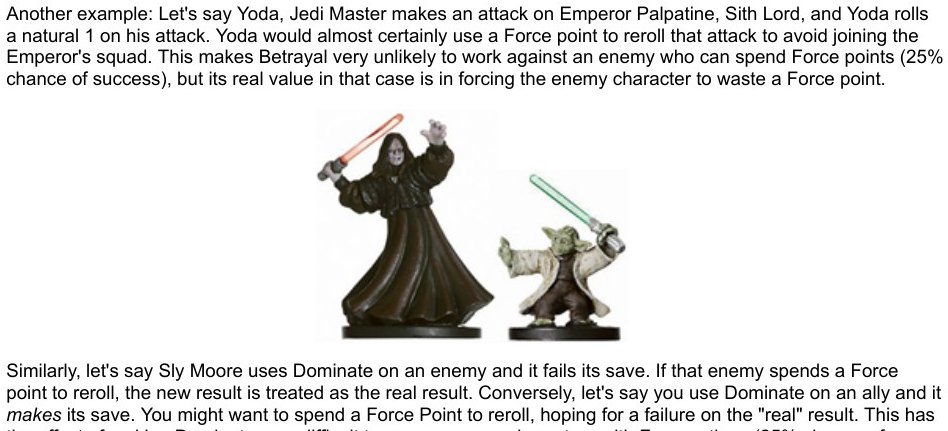 Another example: Let's say Yoda, Jedi Master makes an attack on Emperor Palpatine, Sith Lord, and Yoda rolls
a natural 1 on his attack. Yoda would almost certainly use a Force point to reroll that attack to avoid joining the
Emperor's squad. This makes Betrayal very unlikely to work against an enemy who can spend Force points (25%
chance of success), but its real value in that case is in forcing the enemy character to waste a Force point.
Similarly, let's say Sly Moore uses Dominate on an enemy and it fails its save. If that enemy spends a Force
point to reroll, the new result is treated as the real result. Conversely, let's say you use Dominate on an ally and it
makes its save. You might want to spend a Force Point to reroll, hoping for a failure on the "real" result. This has